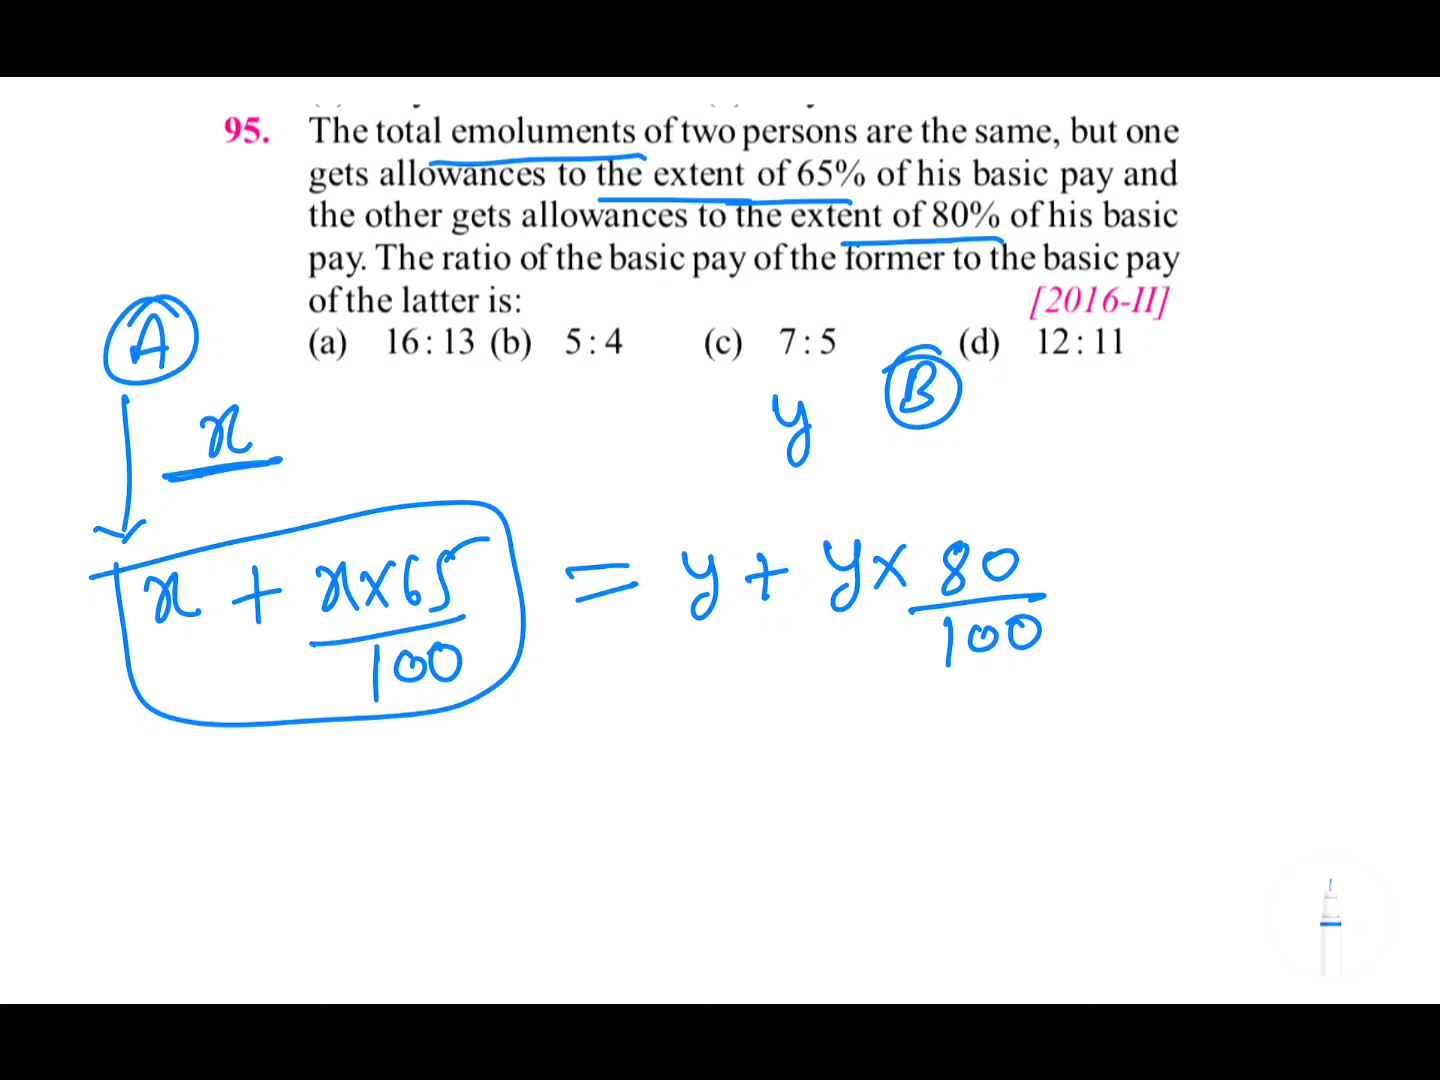 95. The total emoluments of two persons are the same, but one
gets allowances to the extent of 65% of his basic pay and
the other gets allowances to the extent of 80% of his basic
pay. The ratio of the basic pay of the former to the basic pay
of the latter is: [2016-II]
(a) 16 : 13 (b) 5 : 4 (c) 7 : 5 (d) 12 : 11
A
B
x
y
x + x×65/100 = y + y× 80/100